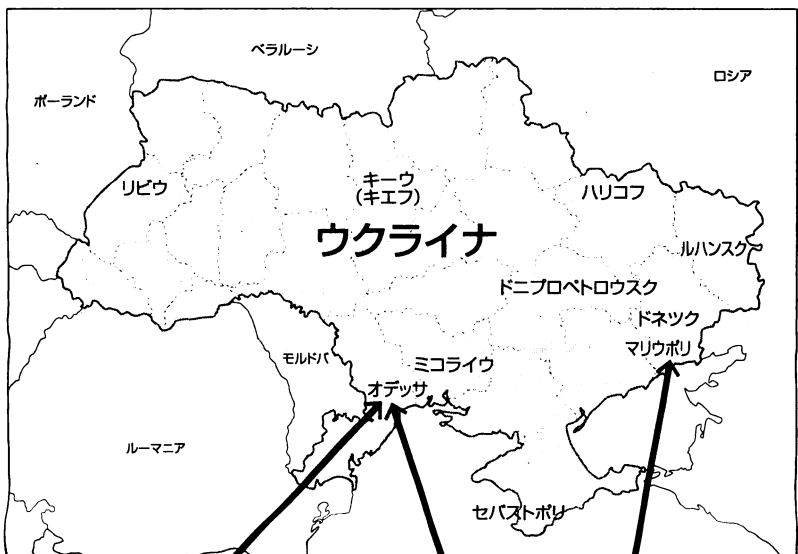 ベラルーシ
ロシア
ポーランド
キーウ
(キエフ)
リビウ
ハリコフ
ウクライナ
ルハンスク
ドニプロペトロウスク
ドネツク
マリウポリ
モルドバ
ミコライウ
オデッサ
ルーマニア
セバストポリ